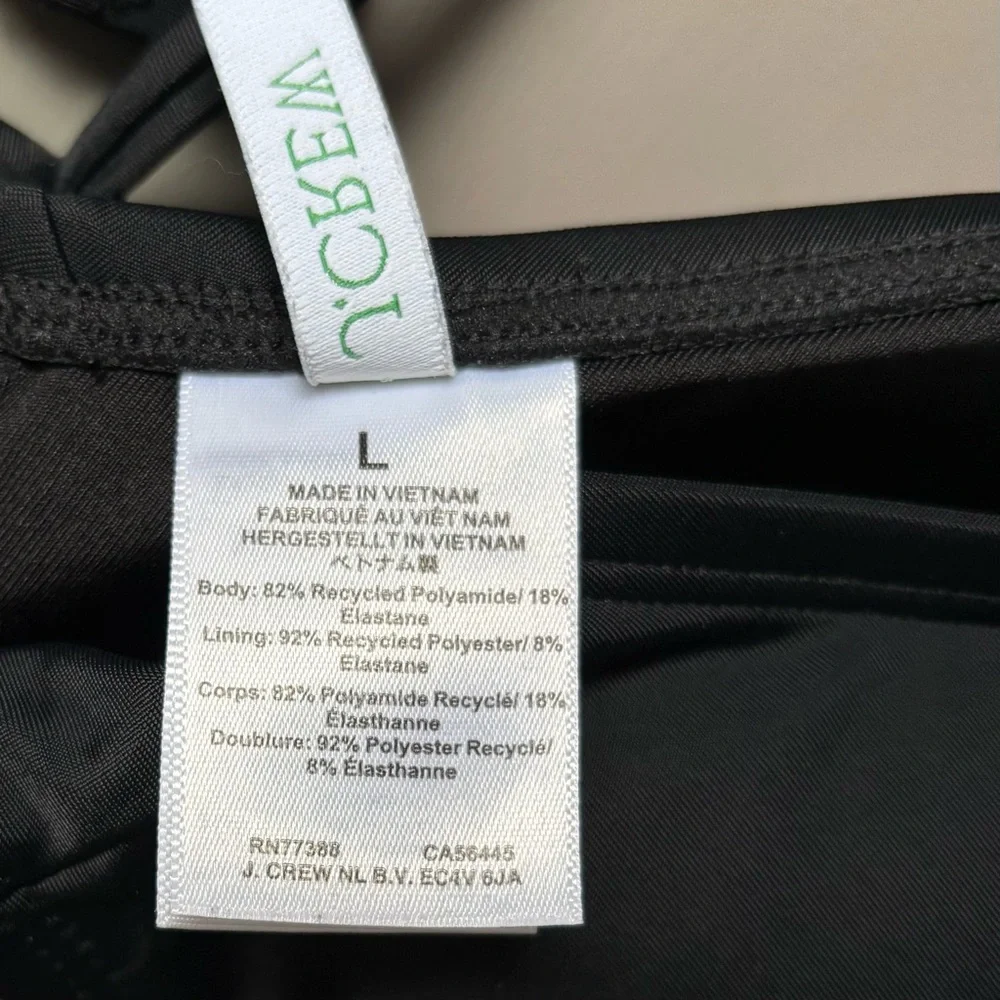 J.CREW
L
MADE IN VIETNAM
FABRIQUÉ AU VIÊT NAM
HERGESTELLT IN VIETNAM
ベトナム製
Body: 82% Recycled Polyamide/ 18%
Elastane
Lining: 92% Recycled Polyester/ 8%
Elastane
Corps: 82% Polyamide Recyclé/ 18%
Élasthanne
Doublure: 92% Polyester Recyclé/
8% Élasthanne
RN77388 CA56445
J. CREW NL B.V. EC4V 6JA